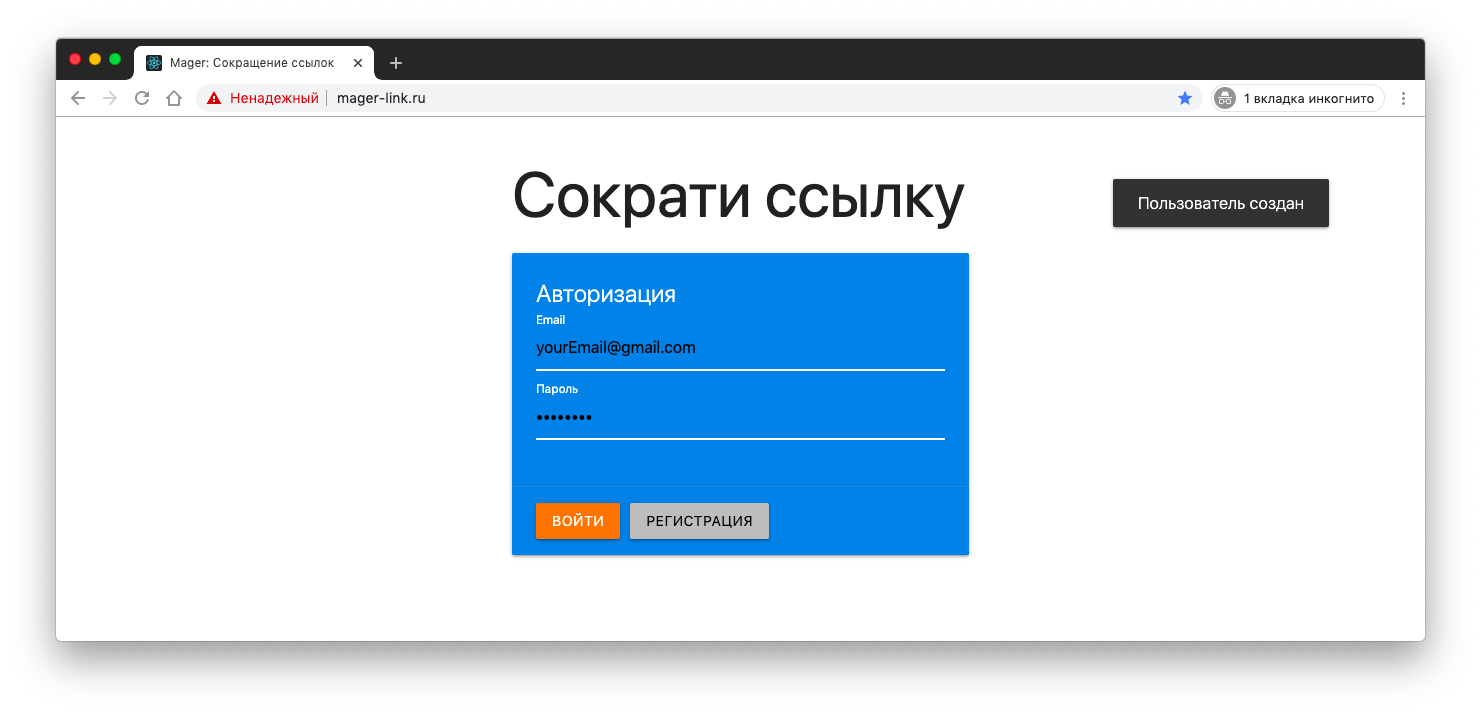 Mager: Сокращение ссылок
Ненадежный mager-link.ru 1 вкладка инкогнито
Сократи ссылку
Пользователь создан
Авторизация
Email
yourEmail@gmail.com
Пароль
••••••••
ВОЙТИ РЕГИСТРАЦИЯ